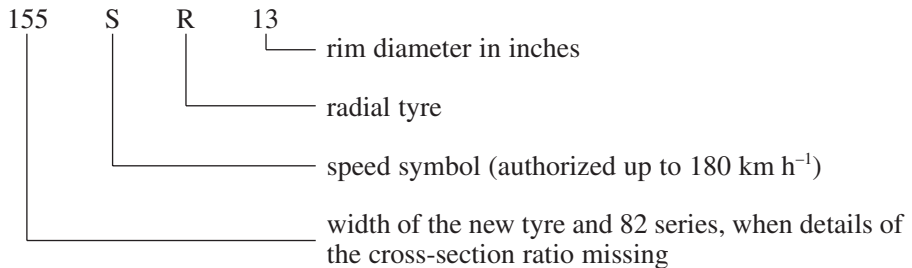 155 S R 13
rim diameter in inches
radial tyre
speed symbol (authorized up to 180 km h⁻¹)
width of the new tyre and 82 series, when details of
the cross-section ratio missing